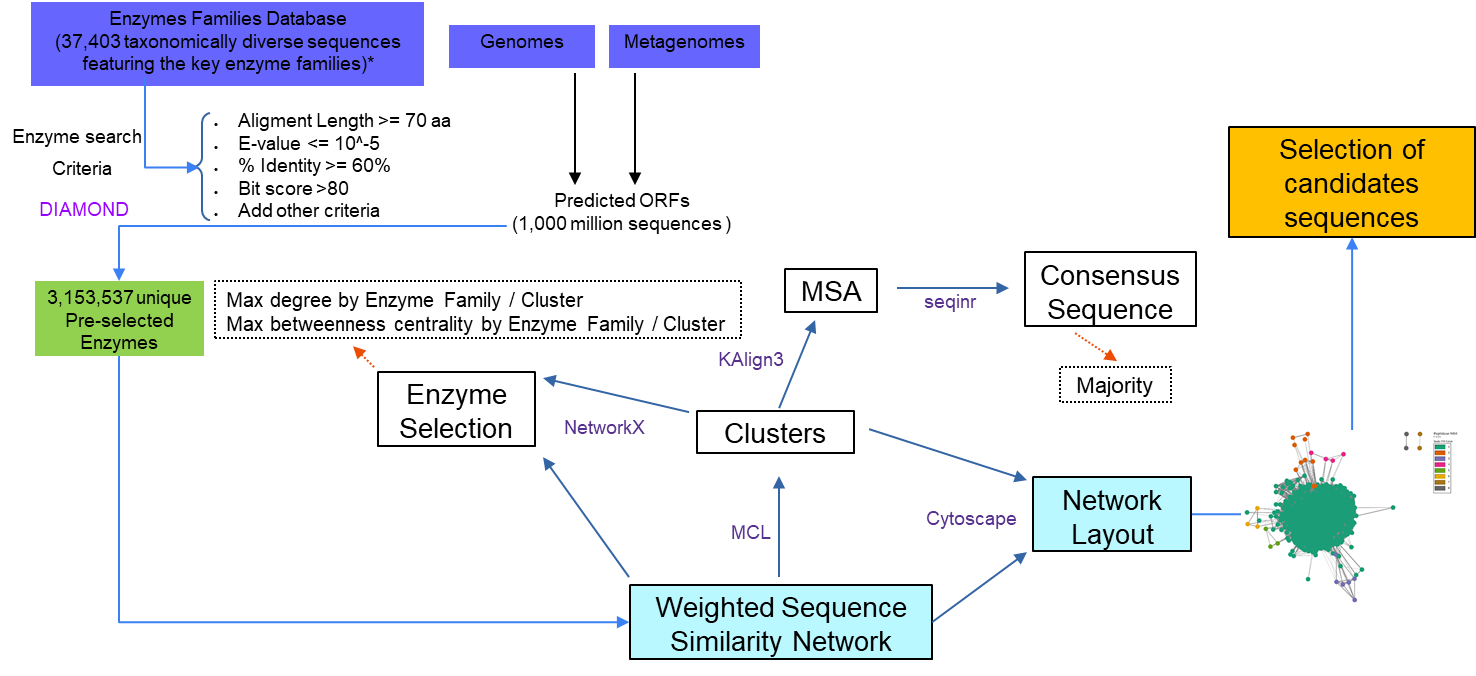 Enzymes Families Database
(37,403 taxonomically diverse sequences
featuring the key enzyme families)*
Genomes
Metagenomes
Enzyme search
Criteria
DIAMOND
. Aligment Length >= 70 aa
. E-value <= 10^-5
. % Identity >= 60%
. Bit score >80
. Add other criteria
Predicted ORFs
(1,000 million sequences )
Selection of
candidates
sequences
3,153,537 unique
Pre-selected
Enzymes
Max degree by Enzyme Family / Cluster
Max betweenness centrality by Enzyme Family / Cluster
MSA
seqinr
Consensus
Sequence
KAlign3
Majority
Enzyme
Selection
NetworkX
Clusters
MCL
Cytoscape
Network
Layout
Weighted Sequence
Similarity Network